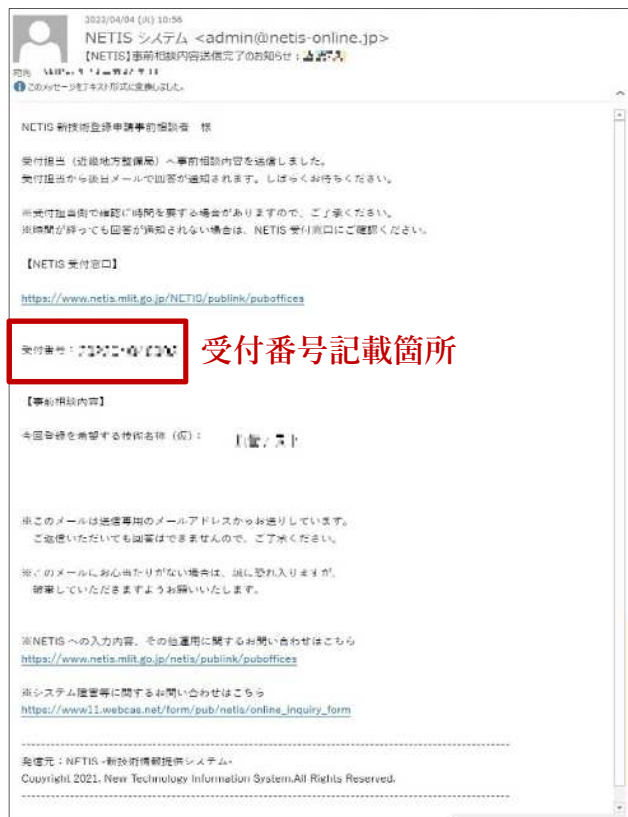 2023/04/04 (火) 10:56
NETIS システム <admin@netis-online.jp>
【NETIS】事前相談内容送信完了のお知らせ：
宛先
このメッセージをテキスト形式に変換しました。
NETIS 新技術登録申請事前相談者　様
受付担当（近畿地方整備局）へ事前相談内容を送信しました。
受付担当から後日メールで回答が通知されます。しばらくお待ちください。
※受付担当側で確認に時間を要する場合がありますので、ご了承ください。
※時間が経っても回答が通知されない場合は、NETIS 受付窓口にご確認ください。
【NETIS 受付窓口】
https://www.netis.mlit.go.jp/NETIS/publink/puboffices
受付番号：
受付番号記載箇所
【事前相談内容】
今回登録を希望する技術名称（仮）：
※このメールは送信専用のメールアドレスからお送りしています。
ご返信いただいても回答はできませんので、ご了承ください。
※このメールにお心当たりがない場合は、誠に恐れ入りますが、
破棄していただきますようお願いいたします。
※NETIS への入力内容、その他運用に関するお問い合わせはこちら
https://www.netis.mlit.go.jp/netis/publink/puboffices
※システム障害等に関するお問い合わせはこちら
https://www11.webcas.net/form/pub/netis/online_inquiry_form
発信元：NETIS -新技術情報提供システム-
Copyright 2021. New Technology Information System.All Rights Reserved.